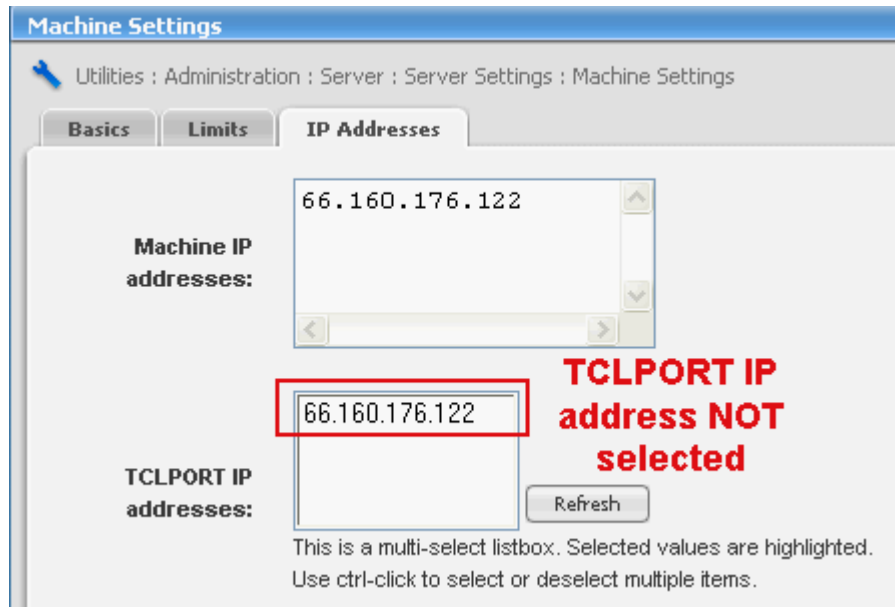 Machine Settings
Utilities : Administration : Server : Server Settings : Machine Settings
Basics Limits IP Addresses
Machine IP addresses:
66.160.176.122
TCLPORT IP addresses:
66.160.176.122
TCLPORT IP
address NOT
selected
Refresh
This is a multi-select listbox. Selected values are highlighted.
Use ctrl-click to select or deselect multiple items.